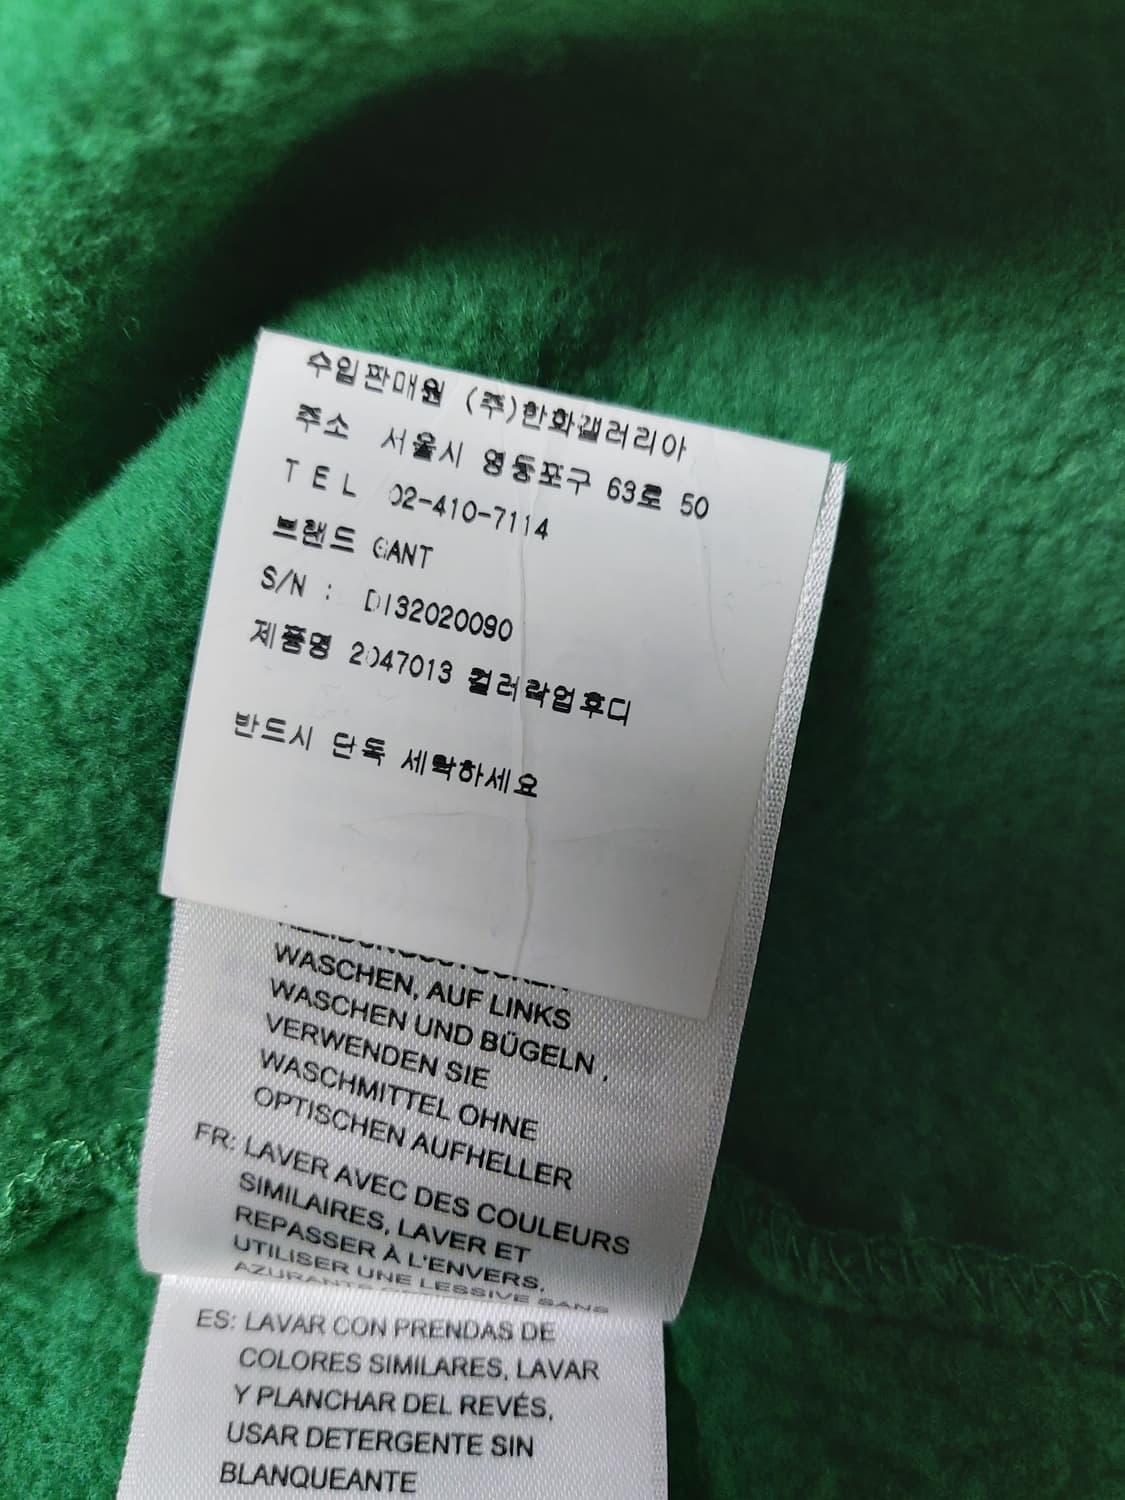 수입판매원 (주)한화갤러리아
주소 서울시 영등포구 63로 50
TEL 02-410-7114
브랜드 GANT
S/N : DI32020090
제품명 2047013 컬러락업후디
반드시 단독 세탁하세요
WASCHEN, AUF LINKS
WASCHEN UND BÜGELN,
VERWENDEN SIE
WASCHMITTEL OHNE
OPTISCHEN AUFHELLER
FR: LAVER AVEC DES COULEURS
SIMILAIRES, LAVER ET
REPASSER À L'ENVERS,
UTILISER UNE LESSIVE SANS
AZURANTS
ES: LAVAR CON PRENDAS DE
COLORES SIMILARES, LAVAR
Y PLANCHAR DEL REVÉS,
USAR DETERGENTE SIN
BLANQUEANTE